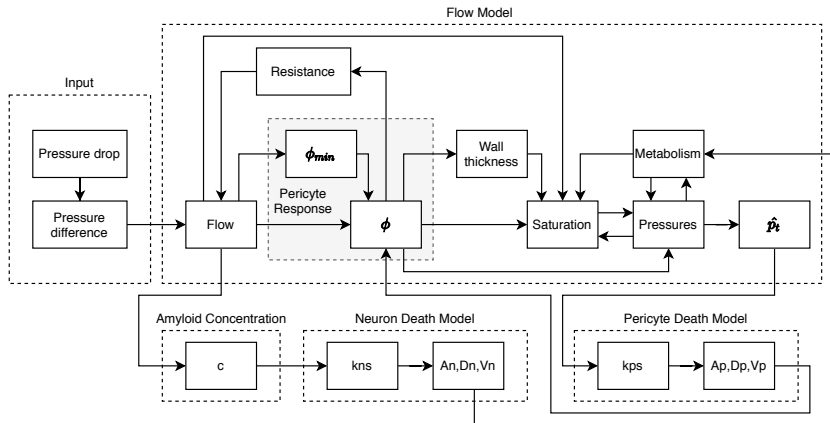 Flow Model
Input
Resistance
Pressure drop
ϕmin
Wall
thickness
Metabolism
Pericyte
Response
Pressure
difference
Flow
ϕ
Saturation
Pressures
p̂t
Amyloid Concentration
Neuron Death Model
Pericyte Death Model
c
kns
An,Dn,Vn
kps
Ap,Dp,Vp